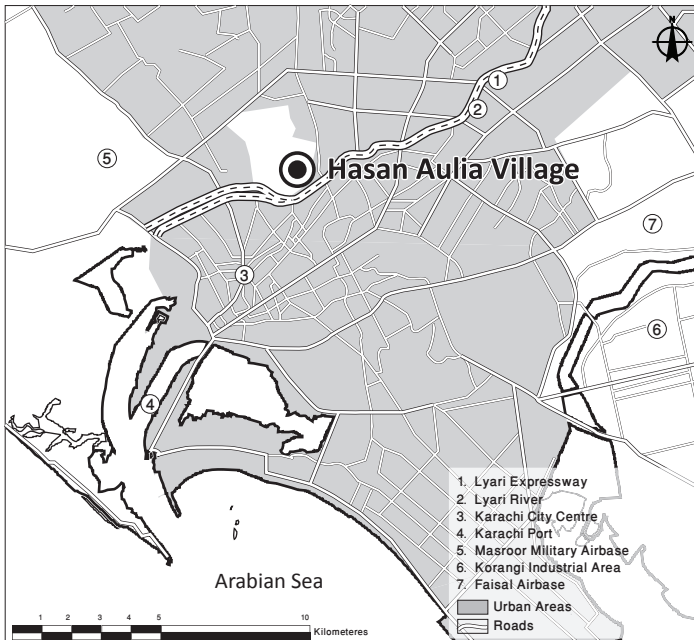 N
1
2
5
Hasan Aulia Village
7
3
6
4
1. Lyari Expressway
2. Lyari River
3. Karachi City Centre
4. Karachi Port
5. Masroor Military Airbase
6. Korangi Industrial Area
7. Faisal Airbase
Urban Areas
Roads
Arabian Sea
1 2 3 4 5 10
Kilometeres